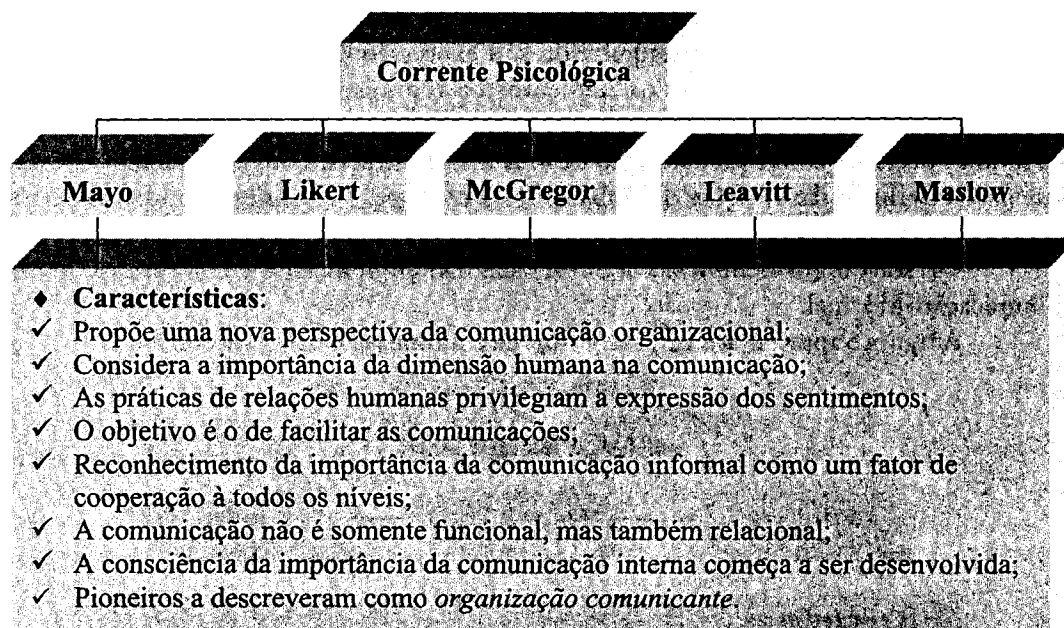 Corrente Psicológica
Mayo
Likert
McGregor
Leavitt
Maslow
♦ Características:
✓ Propõe uma nova perspectiva da comunicação organizacional;
✓ Considera a importância da dimensão humana na comunicação;
✓ As práticas de relações humanas privilegiam a expressão dos sentimentos;
✓ O objetivo é o de facilitar as comunicações;
✓ Reconhecimento da importância da comunicação informal como um fator de
cooperação à todos os níveis;
✓ A comunicação não é somente funcional, mas também relacional;
✓ A consciência da importância da comunicação interna começa a ser desenvolvida;
✓ Pioneiros a descreveram como organização comunicante.